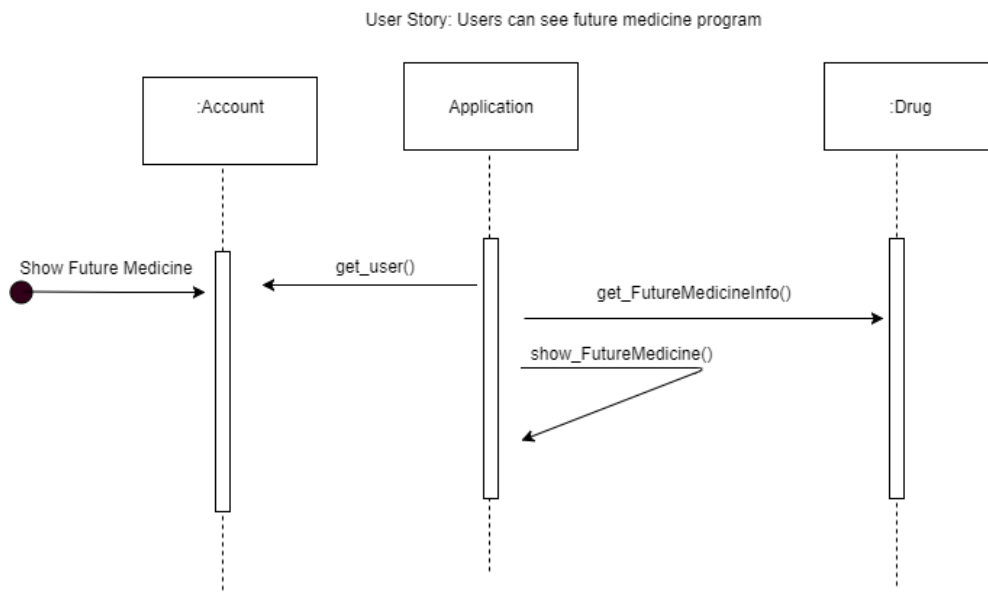 User Story: Users can see future medicine program
:Account
Application
:Drug
Show Future Medicine
get_user()
get_FutureMedicineInfo()
show_FutureMedicine()